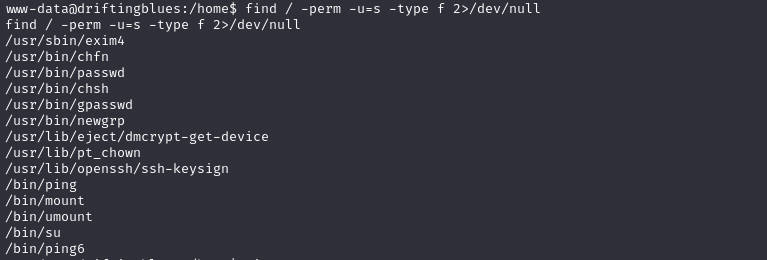 www-data@driftingblues:/home$ find / -perm -u=s -type f 2>/dev/null
find / -perm -u=s -type f 2>/dev/null
/usr/sbin/exim4
/usr/bin/chfn
/usr/bin/passwd
/usr/bin/chsh
/usr/bin/gpasswd
/usr/bin/newgrp
/usr/lib/eject/dmcrypt-get-device
/usr/lib/pt_chown
/usr/lib/openssh/ssh-keysign
/bin/ping
/bin/mount
/bin/umount
/bin/su
/bin/ping6